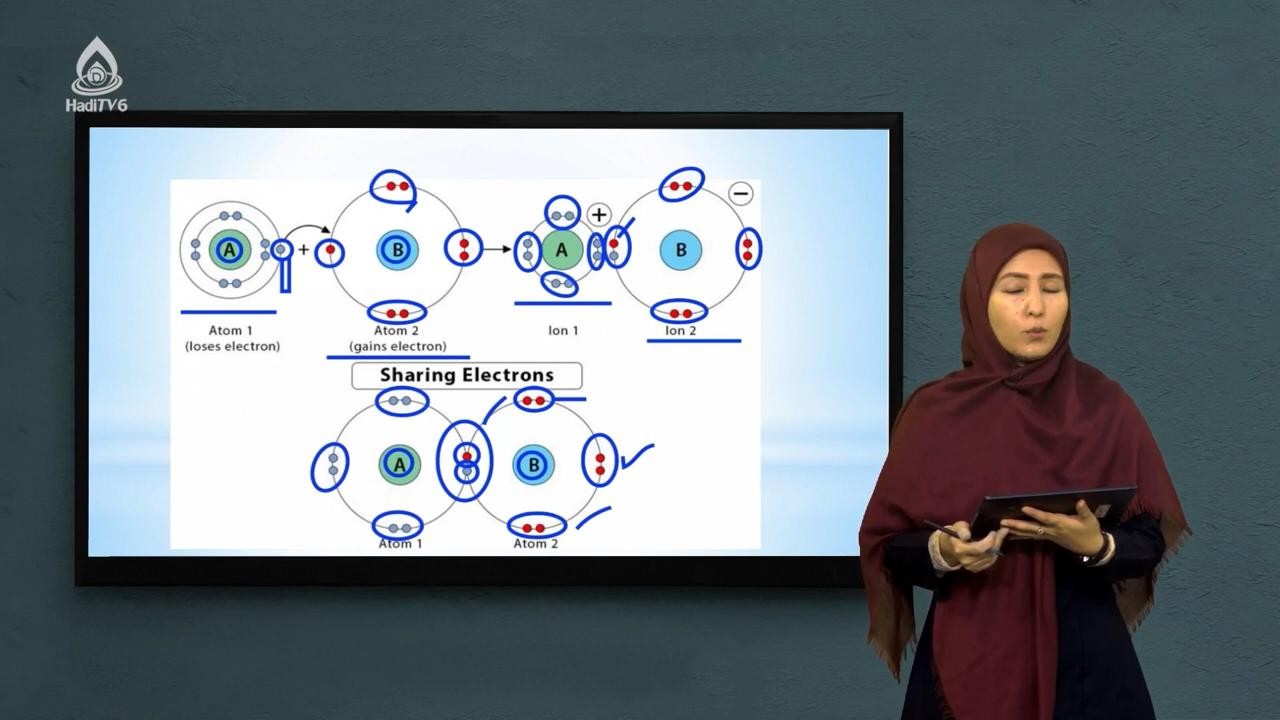 HadiTV6
A
+
B
+
A
B
−
Atom 1
(loses electron)
Atom 2
(gains electron)
Ion 1
Ion 2
Sharing Electrons
A
B
Atom 1
Atom 2